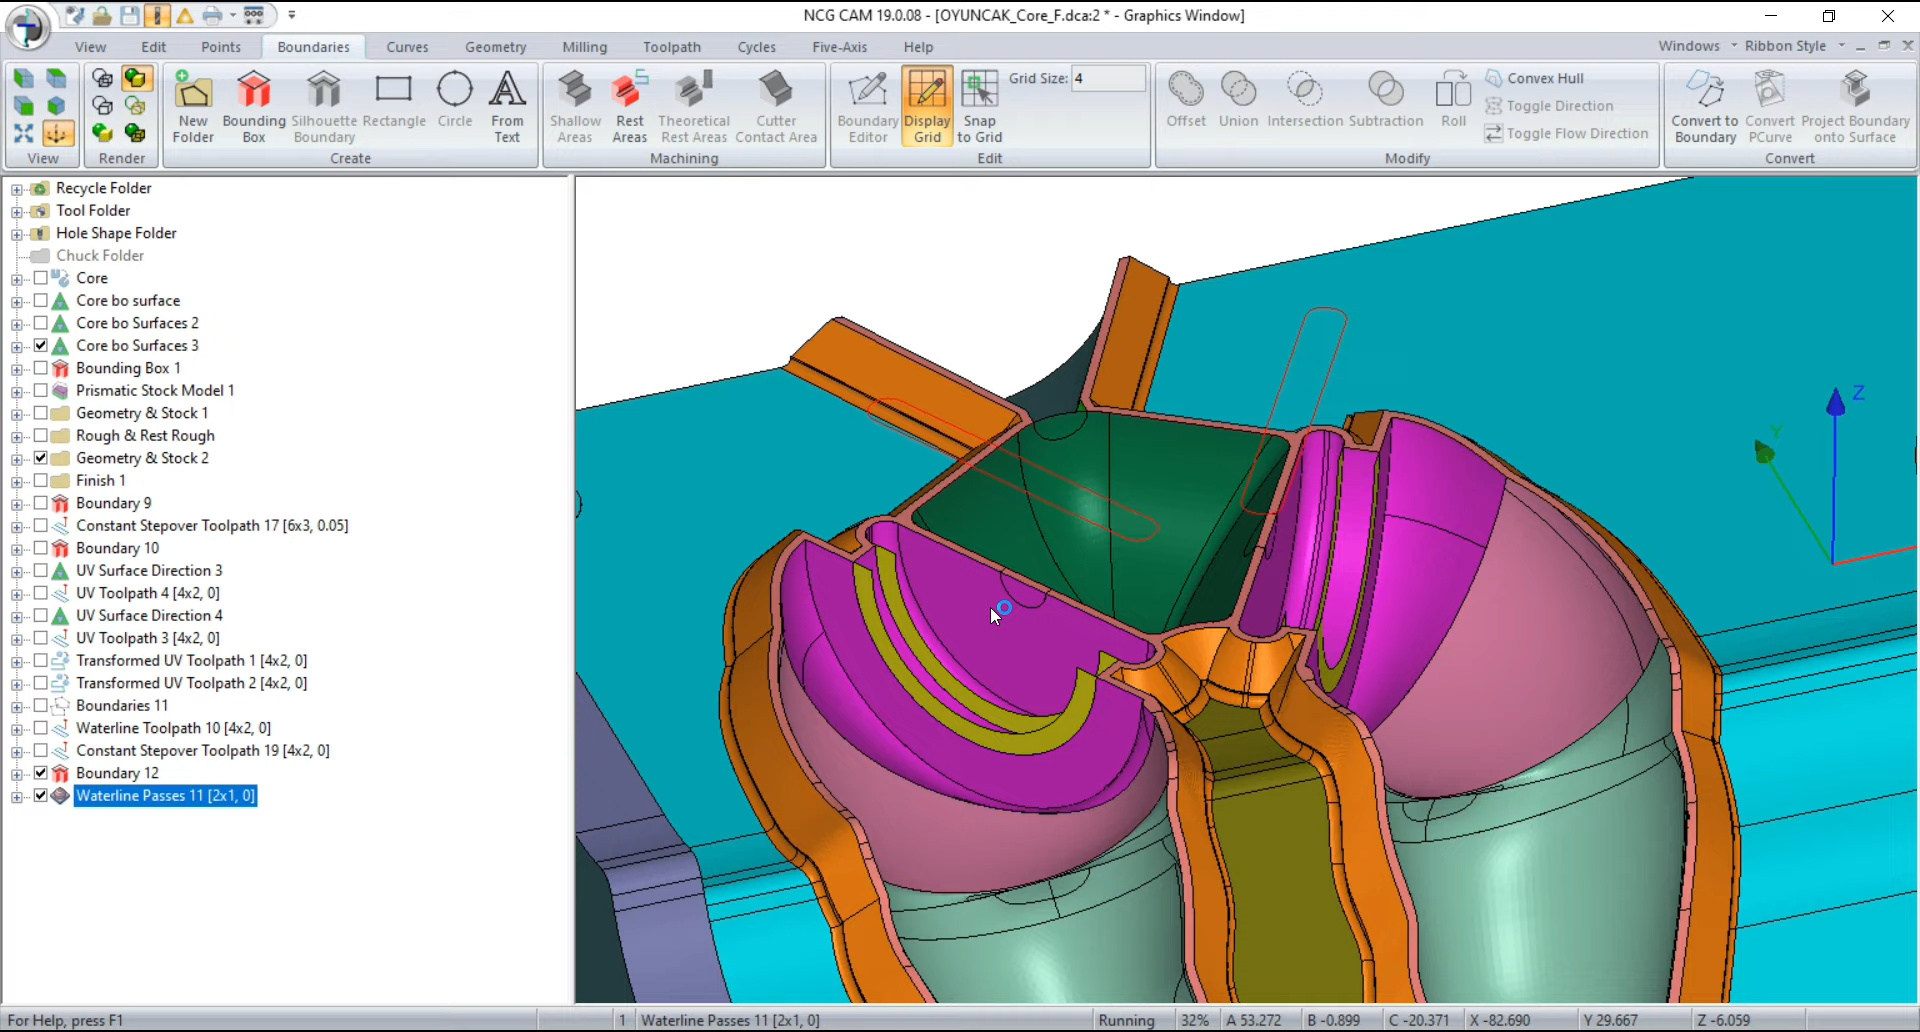 NCG CAM 19.0.08 - [OYUNCAK_Core_F.dca:2 * - Graphics Window]
View Edit Points Boundaries Curves Geometry Milling Toolpath Cycles Five-Axis Help Windows Ribbon Style
New Folder
Bounding Box
Silhouette Boundary
Rectangle
Circle
From Text
Shallow Areas
Rest Areas
Theoretical Rest Areas
Cutter Contact Area
Boundary Editor
Display Grid
Snap to Grid
Grid Size: 4
Offset
Union
Intersection
Subtraction
Roll
Convex Hull
Toggle Direction
Toggle Flow Direction
Convert to Boundary
Convert PCurve
Project Boundary onto Surface
View Render Create Machining Edit Modify Convert
Recycle Folder
Tool Folder
Hole Shape Folder
Chuck Folder
Core
Core bo surface
Core bo Surfaces 2
Core bo Surfaces 3
Bounding Box 1
Prismatic Stock Model 1
Geometry & Stock 1
Rough & Rest Rough
Geometry & Stock 2
Finish 1
Boundary 9
Constant Stepover Toolpath 17 [6x3, 0.05]
Boundary 10
UV Surface Direction 3
UV Toolpath 4 [4x2, 0]
UV Surface Direction 4
UV Toolpath 3 [4x2, 0]
Transformed UV Toolpath 1 [4x2, 0]
Transformed UV Toolpath 2 [4x2, 0]
Boundaries 11
Waterline Toolpath 10 [4x2, 0]
Constant Stepover Toolpath 19 [4x2, 0]
Boundary 12
Waterline Passes 11 [2x1, 0]
Z
Y
For Help, press F1 1 Waterline Passes 11 [2x1, 0] Running 32% A 53.272 B -0.899 C -20.371 X -82.690 Y 29.667 Z -6.059